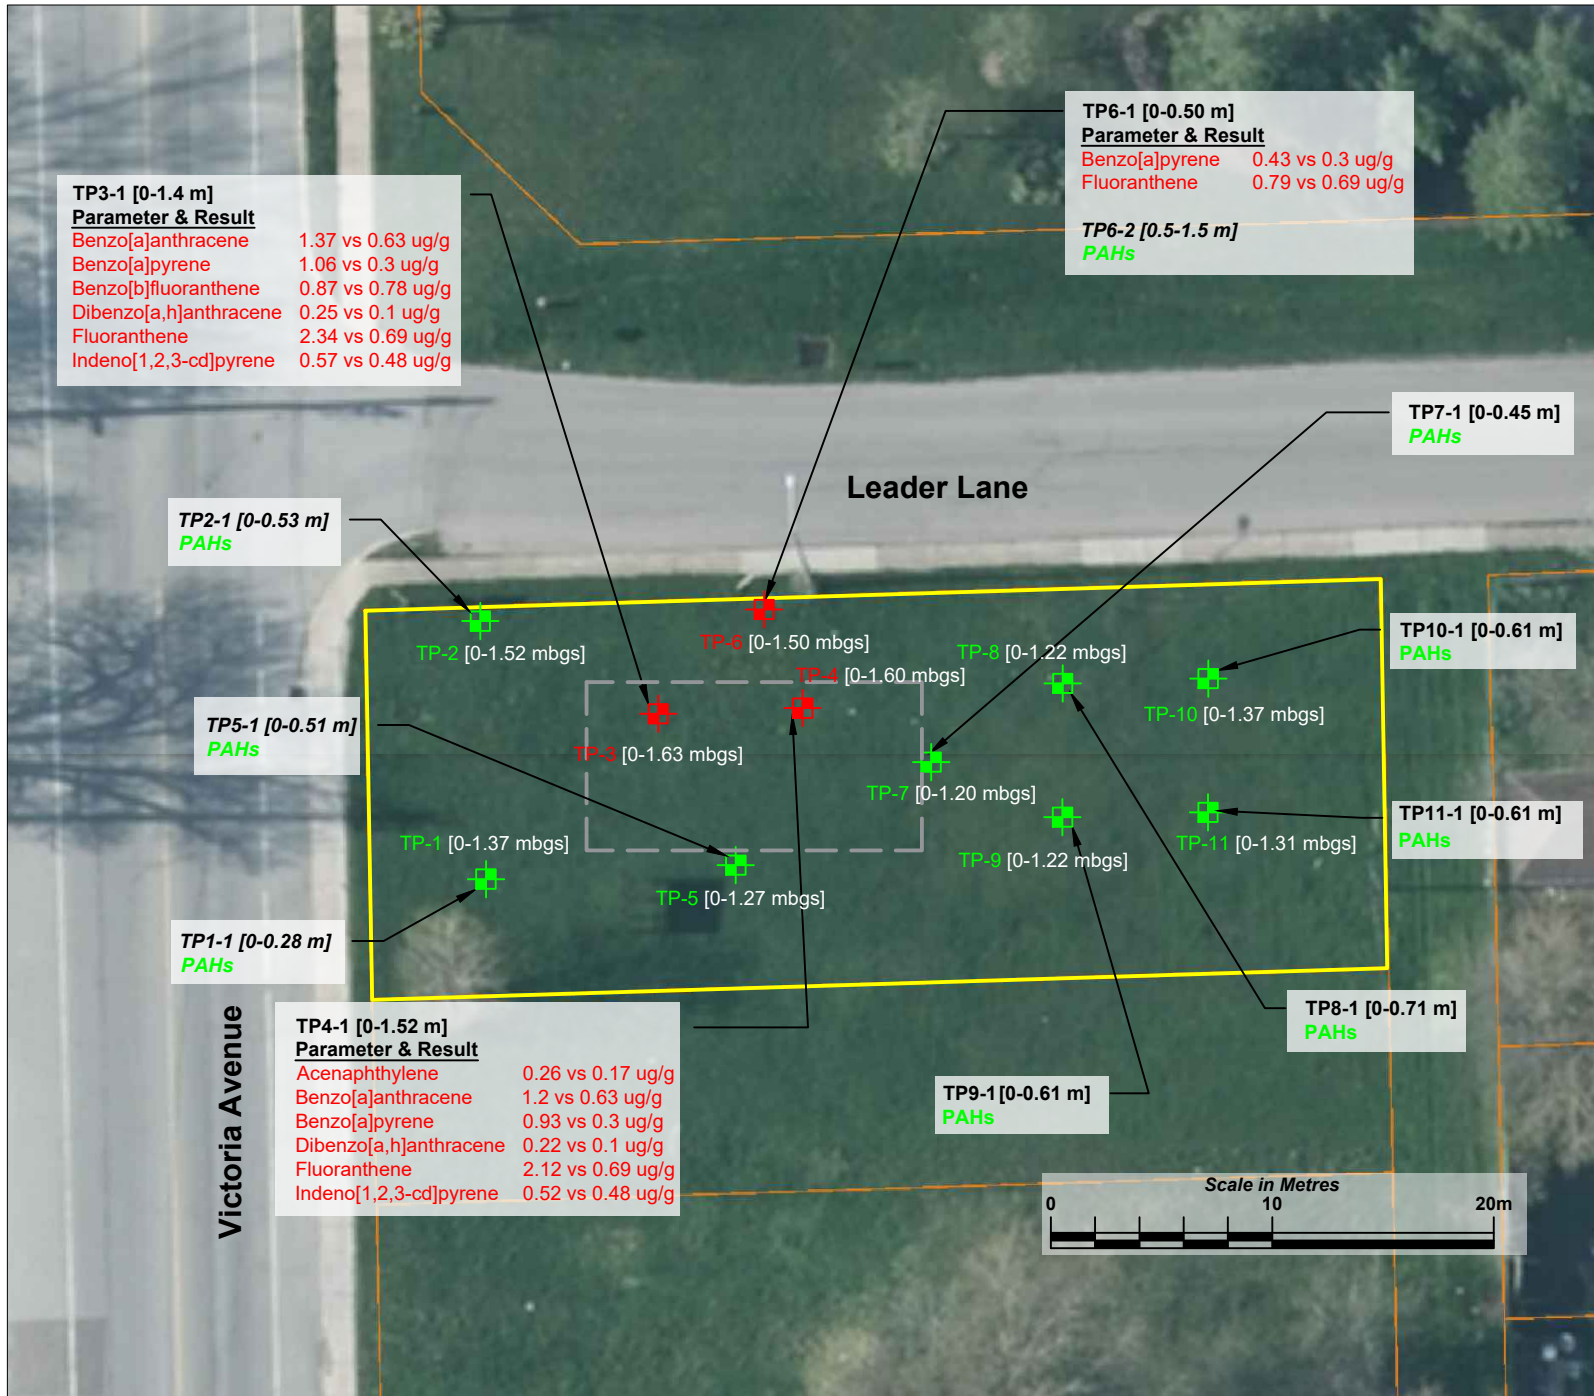 TP6-1 [0-0.50 m]
Parameter & Result
Benzo[a]pyrene 0.43 vs 0.3 ug/g
Fluoranthene 0.79 vs 0.69 ug/g
TP6-2 [0.5-1.5 m]
PAHs
TP3-1 [0-1.4 m]
Parameter & Result
Benzo[a]anthracene 1.37 vs 0.63 ug/g
Benzo[a]pyrene 1.06 vs 0.3 ug/g
Benzo[b]fluoranthene 0.87 vs 0.78 ug/g
Dibenzo[a,h]anthracene 0.25 vs 0.1 ug/g
Fluoranthene 2.34 vs 0.69 ug/g
Indeno[1,2,3-cd]pyrene 0.57 vs 0.48 ug/g
TP7-1 [0-0.45 m]
PAHs
Leader Lane
TP2-1 [0-0.53 m]
PAHs
TP-2 [0-1.52 mbgs]
TP-6 [0-1.50 mbgs]
TP-8 [0-1.22 mbgs]
TP10-1 [0-0.61 m]
PAHs
TP-4 [0-1.60 mbgs]
TP-10 [0-1.37 mbgs]
TP5-1 [0-0.51 m]
PAHs
TP-3 [0-1.63 mbgs]
TP-7 [0-1.20 mbgs]
TP11-1 [0-0.61 m]
PAHs
TP-1 [0-1.37 mbgs]
TP-9 [0-1.22 mbgs]
TP-11 [0-1.31 mbgs]
TP-5 [0-1.27 mbgs]
TP1-1 [0-0.28 m]
PAHs
TP8-1 [0-0.71 m]
PAHs
Victoria Avenue
TP4-1 [0-1.52 m]
Parameter & Result
Acenaphthylene 0.26 vs 0.17 ug/g
Benzo[a]anthracene 1.2 vs 0.63 ug/g
Benzo[a]pyrene 0.93 vs 0.3 ug/g
Dibenzo[a,h]anthracene 0.22 vs 0.1 ug/g
Fluoranthene 2.12 vs 0.69 ug/g
Indeno[1,2,3-cd]pyrene 0.52 vs 0.48 ug/g
TP9-1 [0-0.61 m]
PAHs
Scale in Metres
0 10 20m